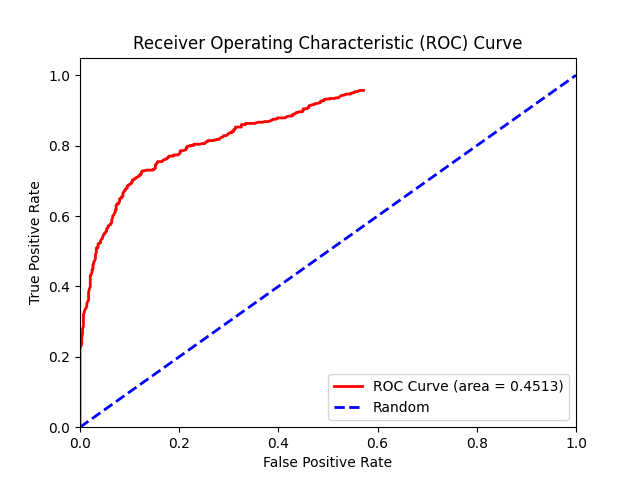 Receiver Operating Characteristic (ROC) Curve
True Positive Rate
1.0
0.8
0.6
0.4
0.2
0.0
0.0 0.2 0.4 0.6 0.8 1.0
False Positive Rate
ROC Curve (area = 0.4513)
Random